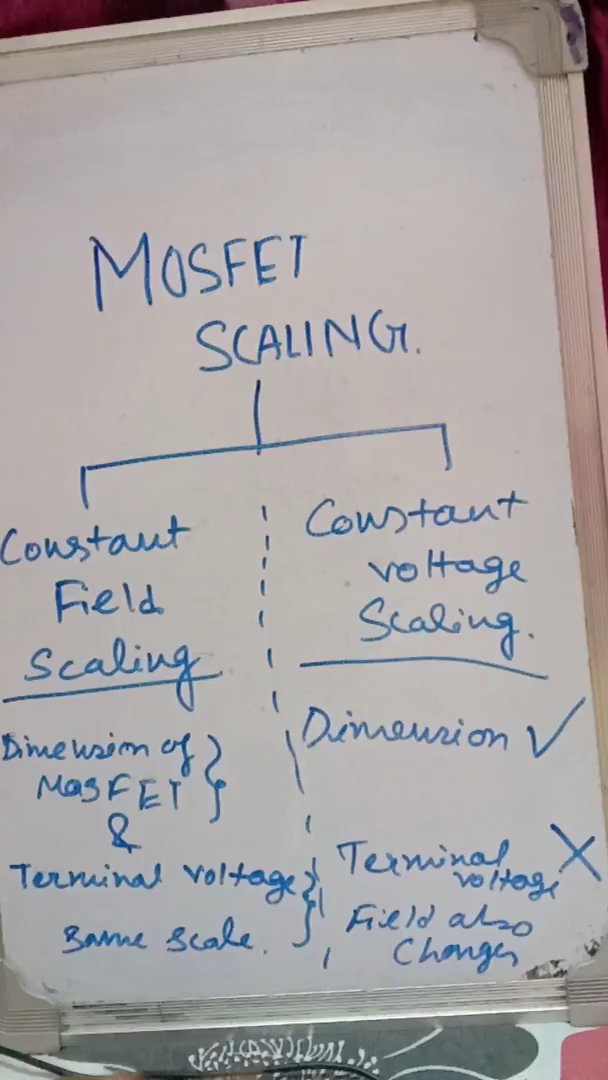 MOSFET
SCALING.
Constant
Field
Scaling
Dimension of
MOSFET
&
Terminal voltage
Same scale.
Constant
voltage
Scaling.
Dimension ✓
Terminal ✗
voltage
Field also
Changes